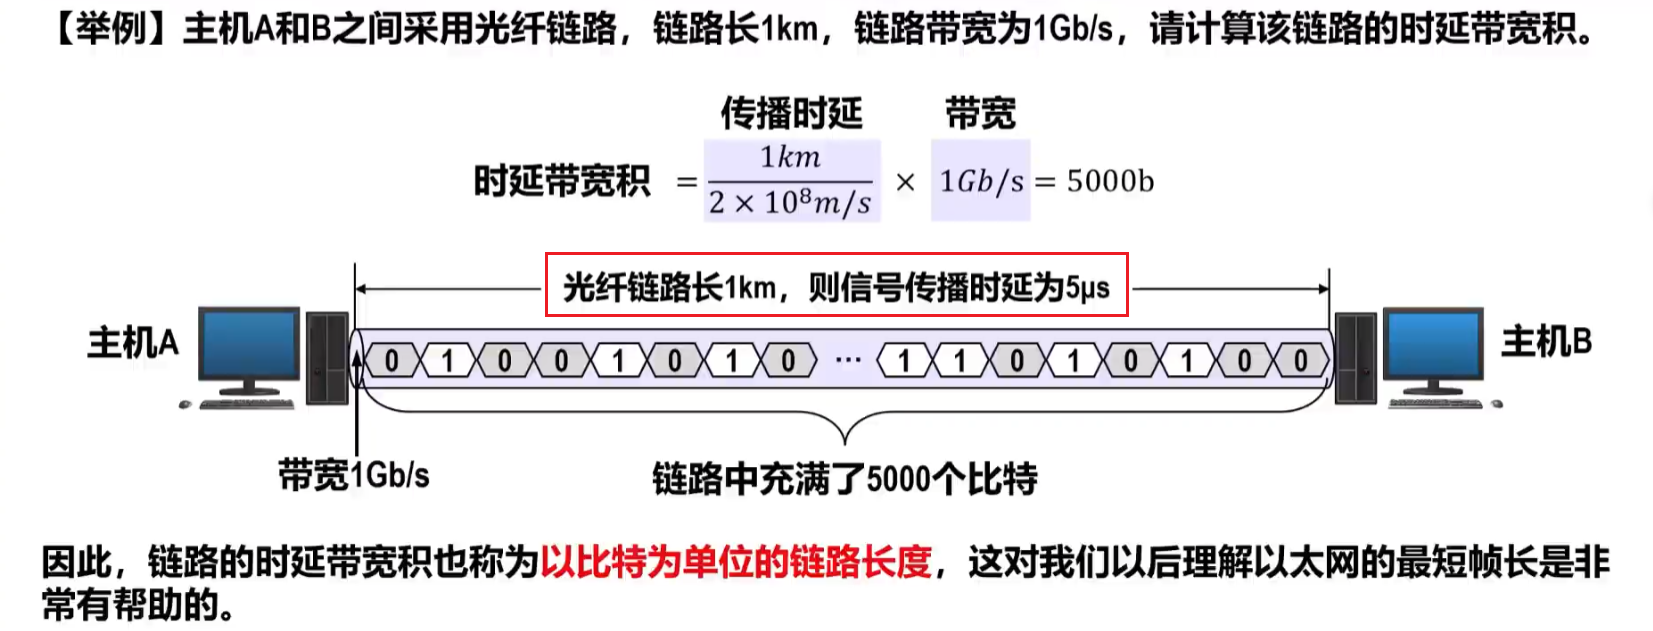 【举例】主机A和B之间采用光纤链路，链路长1km，链路带宽为1Gb/s，请计算该链路的时延带宽积。
传播时延 带宽
时延带宽积 = \frac{1km}{2 × 10^8 m/s} × 1Gb/s = 5000b
光纤链路长1km，则信号传播时延为5μs
主机A
0 1 0 0 1 0 1 0 … 1 1 0 1 0 1 0 0
主机B
带宽1Gb/s
链路中充满了5000个比特
因此，链路的时延带宽积也称为以比特为单位的链路长度，这对我们以后理解以太网的最短帧长是非
常有帮助的。